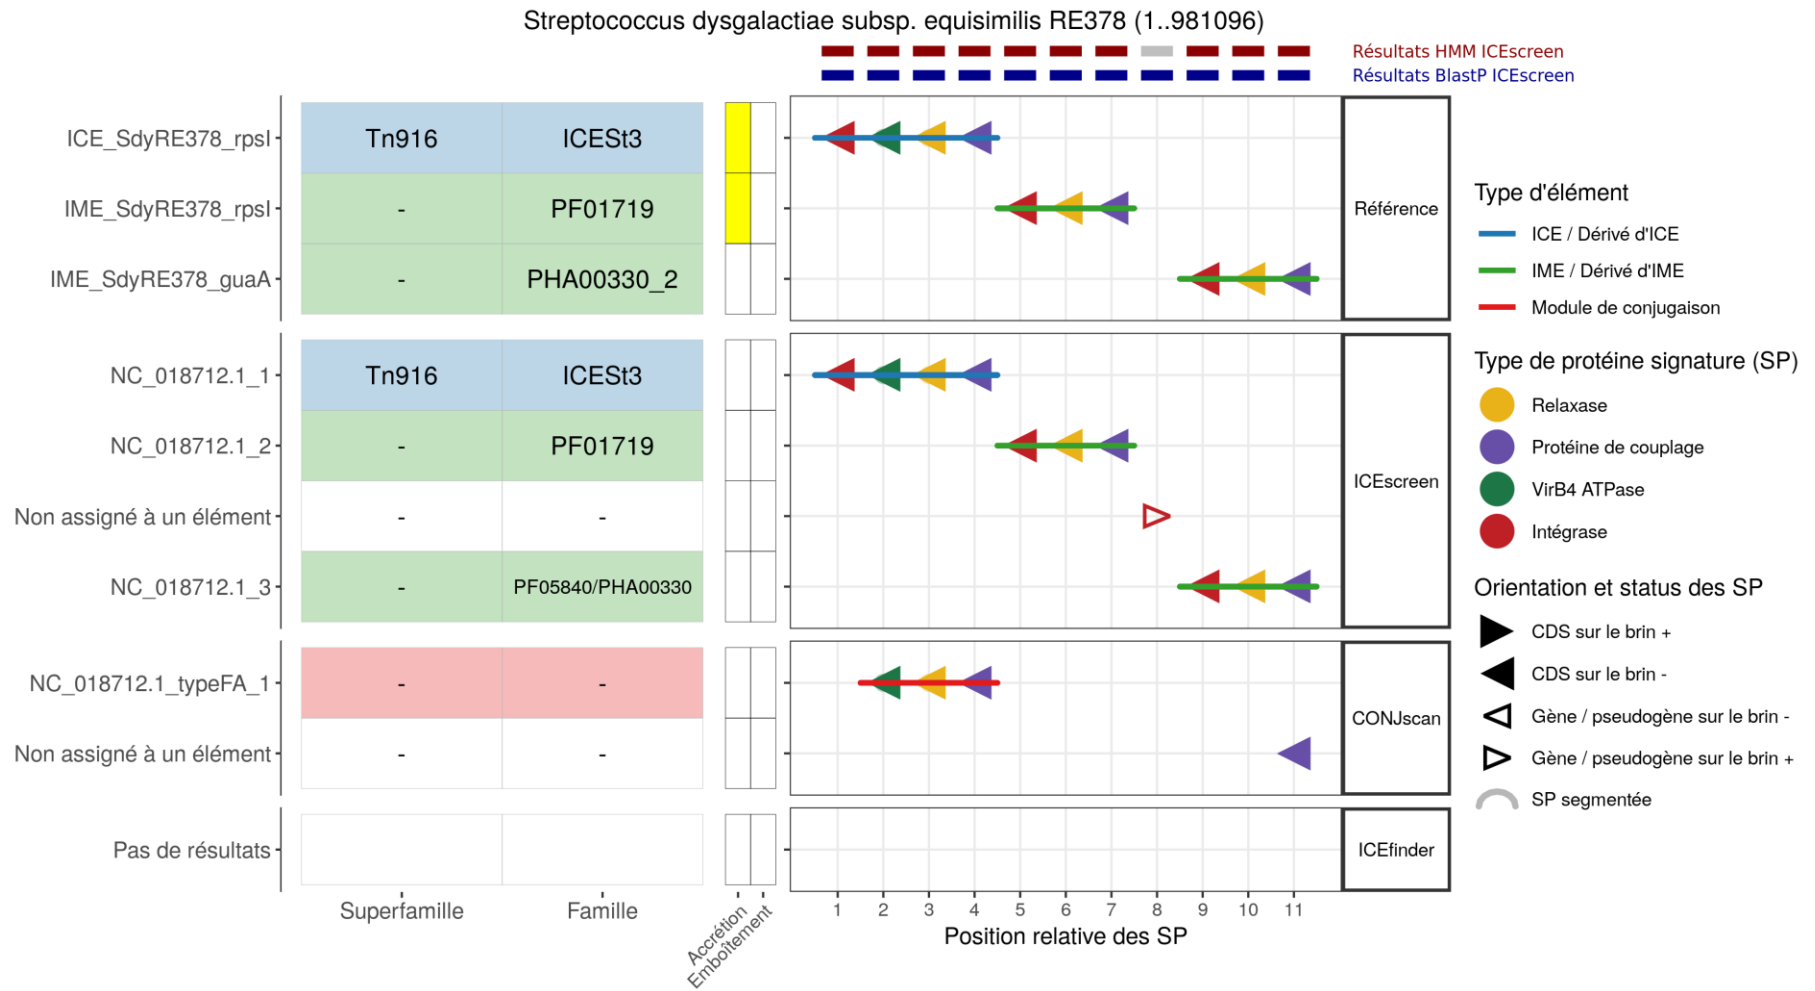 Streptococcus dysgalactiae subsp. equisimilis RE378 (1..981096)
Résultats HMM ICEscreen
Résultats BlastP ICEscreen
ICE_SdyRE378_rpsI
Tn916
ICESt3
IME_SdyRE378_rpsI
-
PF01719
IME_SdyRE378_guaA
-
PHA00330_2
Référence
NC_018712.1_1
Tn916
ICESt3
NC_018712.1_2
-
PF01719
Non assigné à un élément
-
-
NC_018712.1_3
-
PF05840/PHA00330
ICEscreen
NC_018712.1_typeFA_1
-
-
Non assigné à un élément
-
-
CONJscan
Pas de résultats
ICEfinder
Superfamille
Famille
Accrétion
Emboîtement
1 2 3 4 5 6 7 8 9 10 11
Position relative des SP
Type d'élément
ICE / Dérivé d'ICE
IME / Dérivé d'IME
Module de conjugaison
Type de protéine signature (SP)
Relaxase
Protéine de couplage
VirB4 ATPase
Intégrase
Orientation et status des SP
CDS sur le brin +
CDS sur le brin -
Gène / pseudogène sur le brin -
Gène / pseudogène sur le brin +
SP segmentée